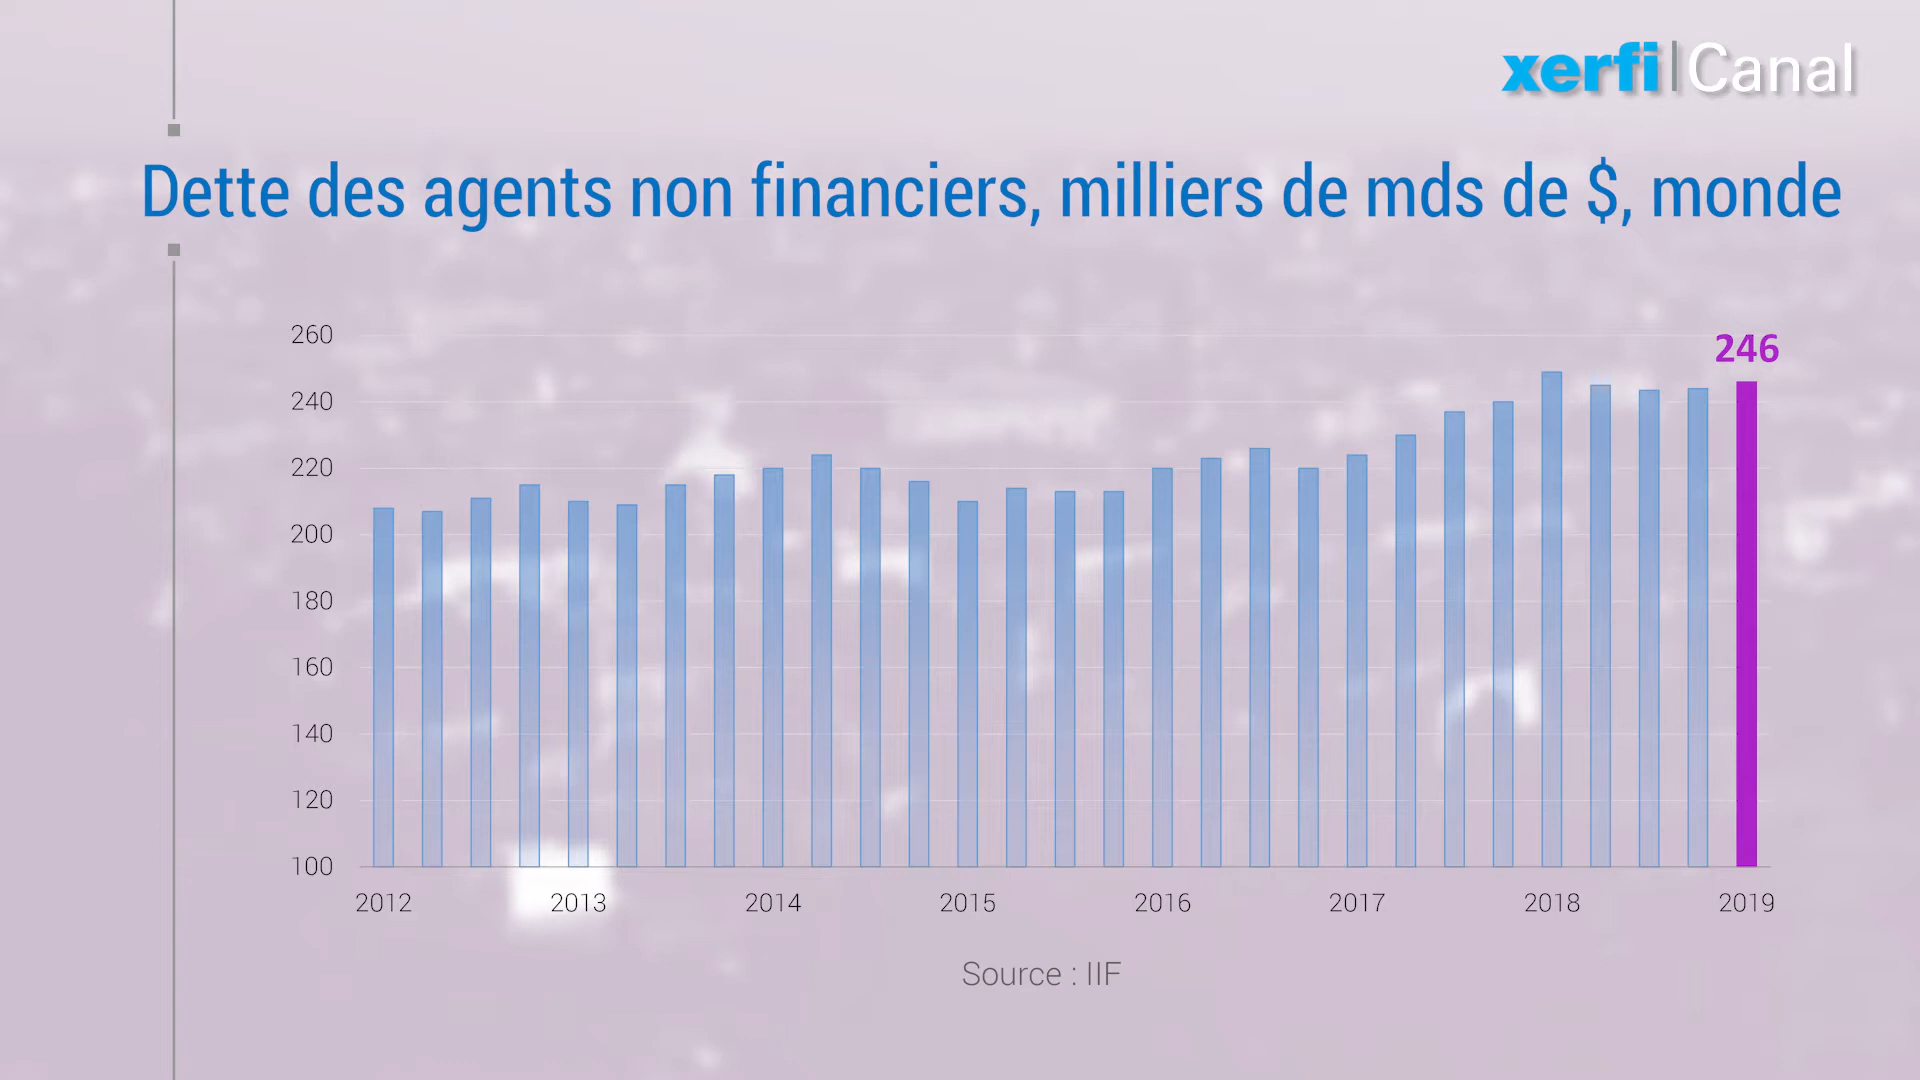 xerfi Canal
Dette des agents non financiers, milliers de mds de $, monde
260
246
240
220
200
180
160
140
120
100
2012 2013 2014 2015 2016 2017 2018 2019
Source : IIF